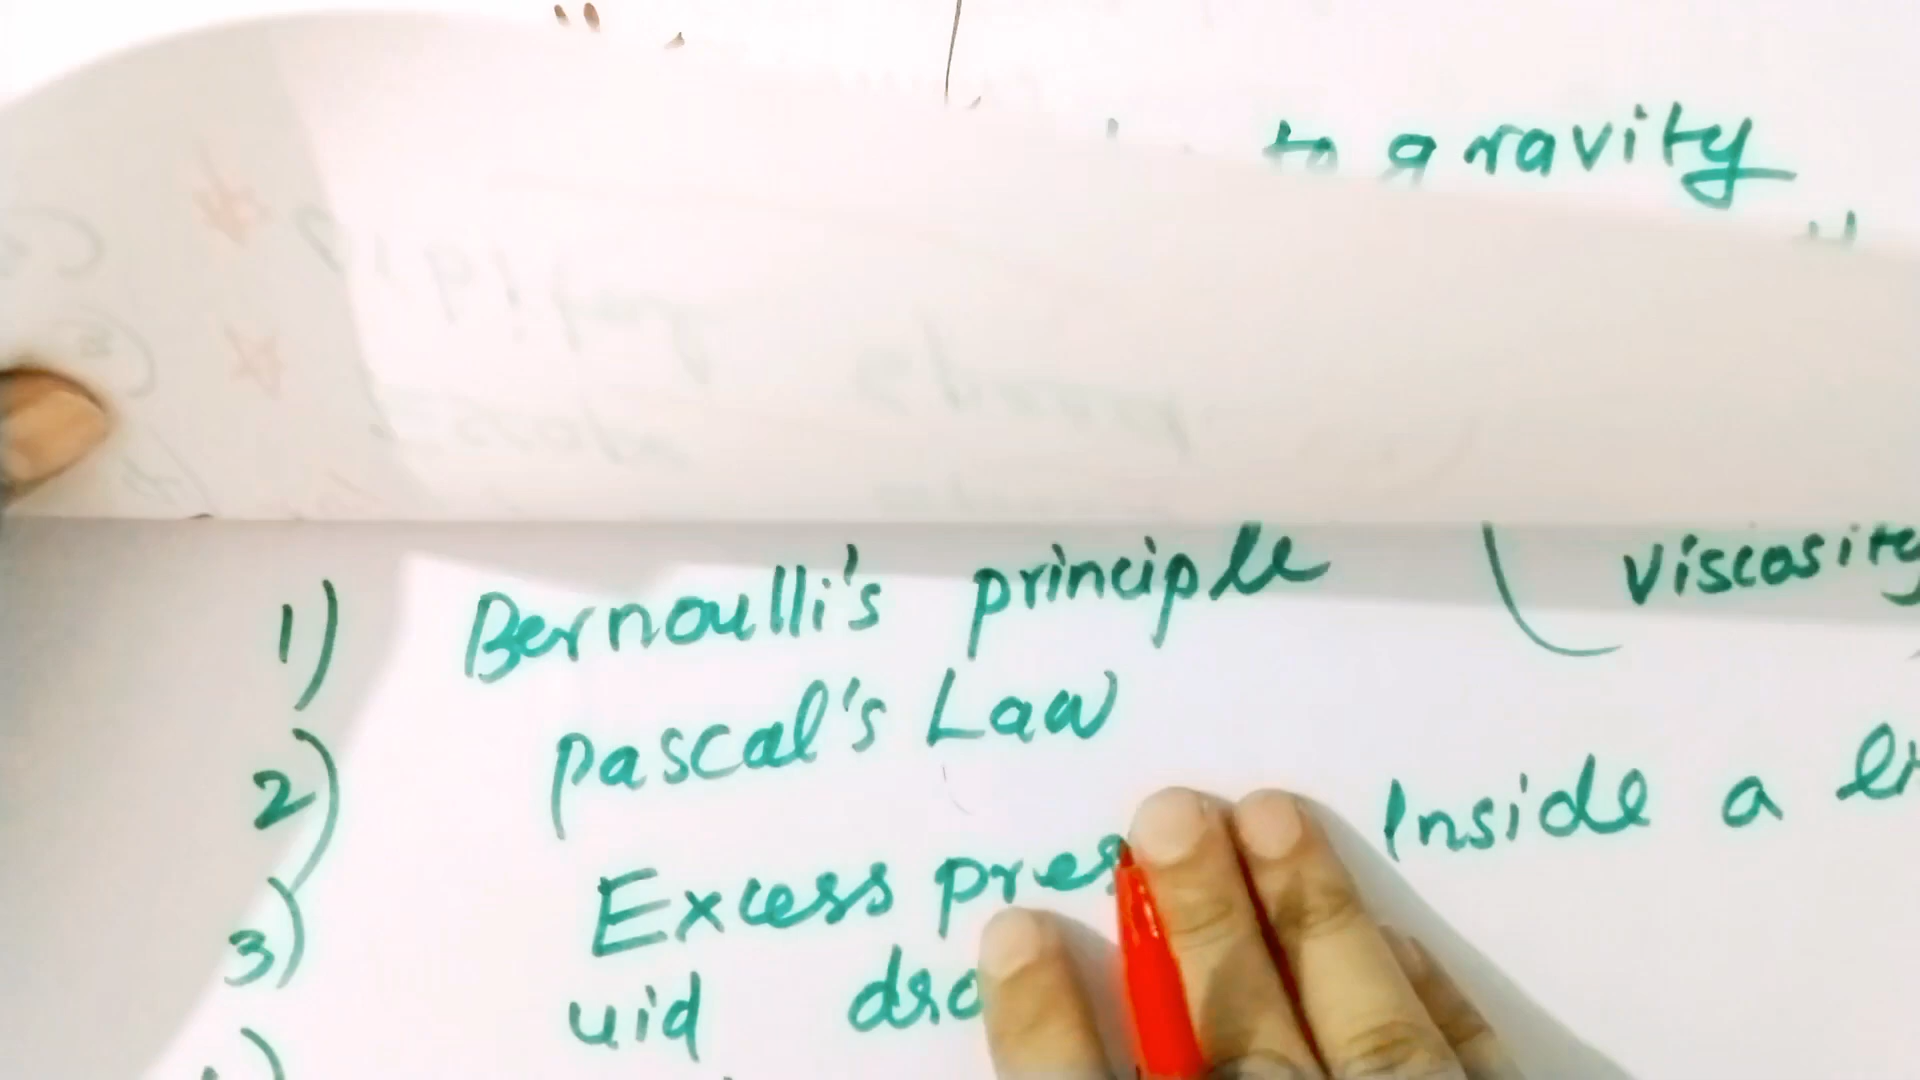 to gravity
1) Bernoulli's principle
viscosity
2) pascal's Law
3) Excess pres Inside a li
uid dro